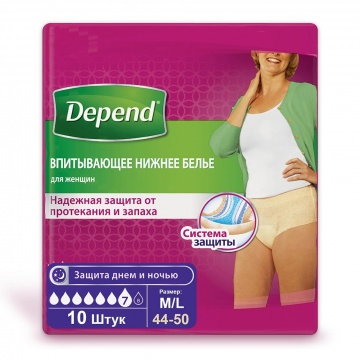 Depend®
ВПИТЫВАЮЩЕЕ НИЖНЕЕ БЕЛЬЕ
для женщин
Надежная защита от
протекания и запаха
Система
защиты
Защита днем и ночью
7 8
Размер:
M/L
10 Штук
44-50